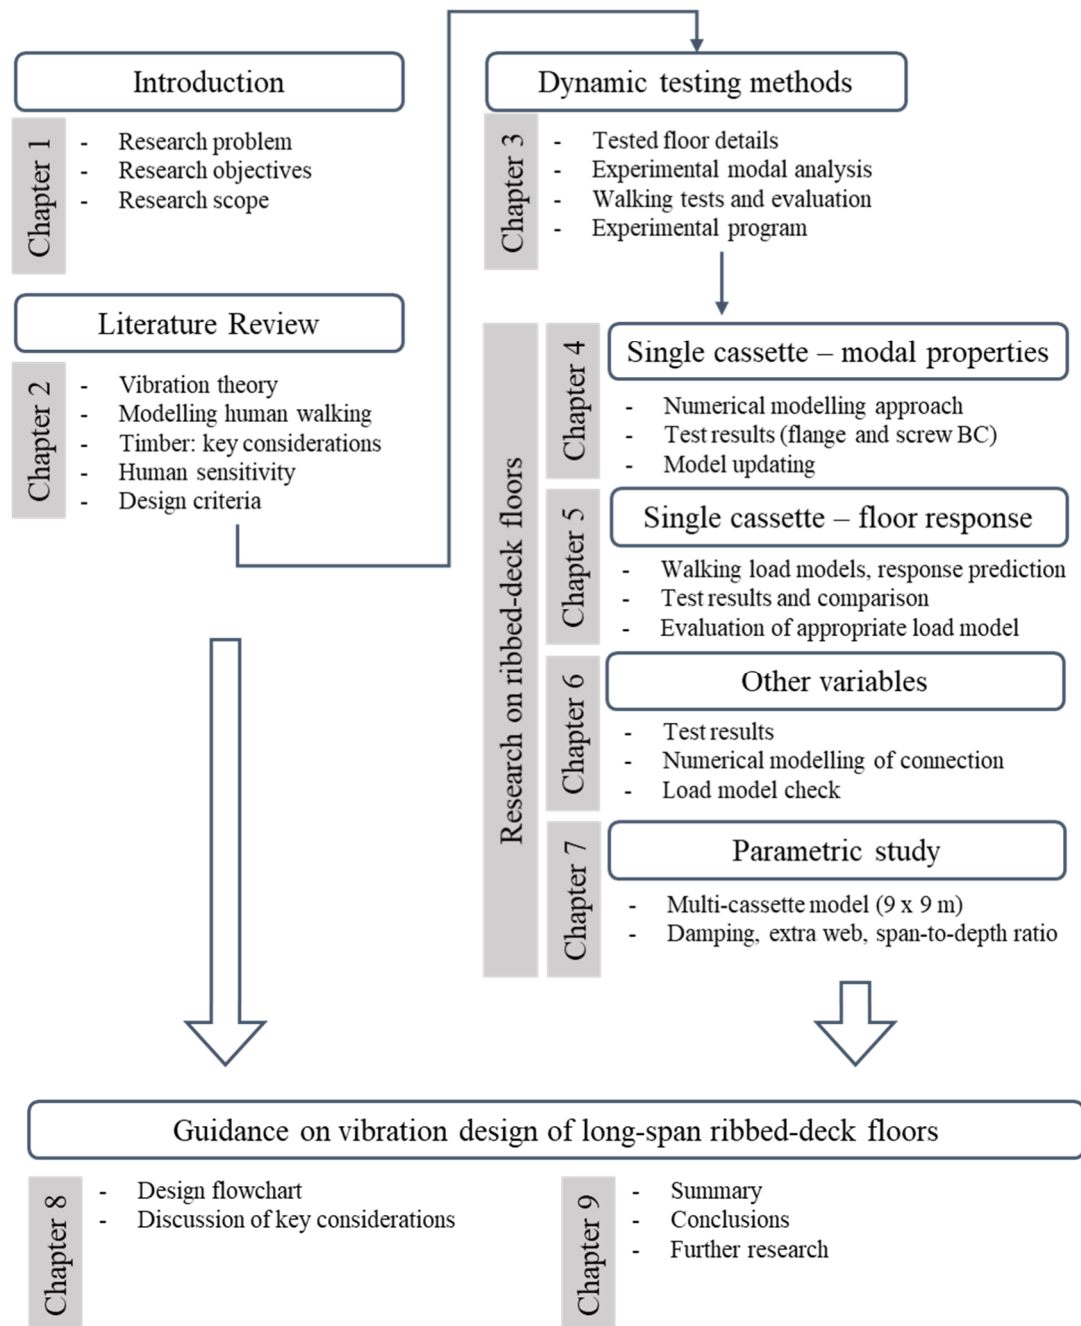 Introduction
Chapter 1
- Research problem
- Research objectives
- Research scope
Literature Review
Chapter 2
- Vibration theory
- Modelling human walking
- Timber: key considerations
- Human sensitivity
- Design criteria
Dynamic testing methods
Chapter 3
- Tested floor details
- Experimental modal analysis
- Walking tests and evaluation
- Experimental program
Research on ribbed-deck floors
Chapter 4
Single cassette – modal properties
- Numerical modelling approach
- Test results (flange and screw BC)
- Model updating
Chapter 5
Single cassette – floor response
- Walking load models, response prediction
- Test results and comparison
- Evaluation of appropriate load model
Chapter 6
Other variables
- Test results
- Numerical modelling of connection
- Load model check
Chapter 7
Parametric study
- Multi-cassette model (9 x 9 m)
- Damping, extra web, span-to-depth ratio
Guidance on vibration design of long-span ribbed-deck floors
Chapter 8
- Design flowchart
- Discussion of key considerations
Chapter 9
- Summary
- Conclusions
- Further research